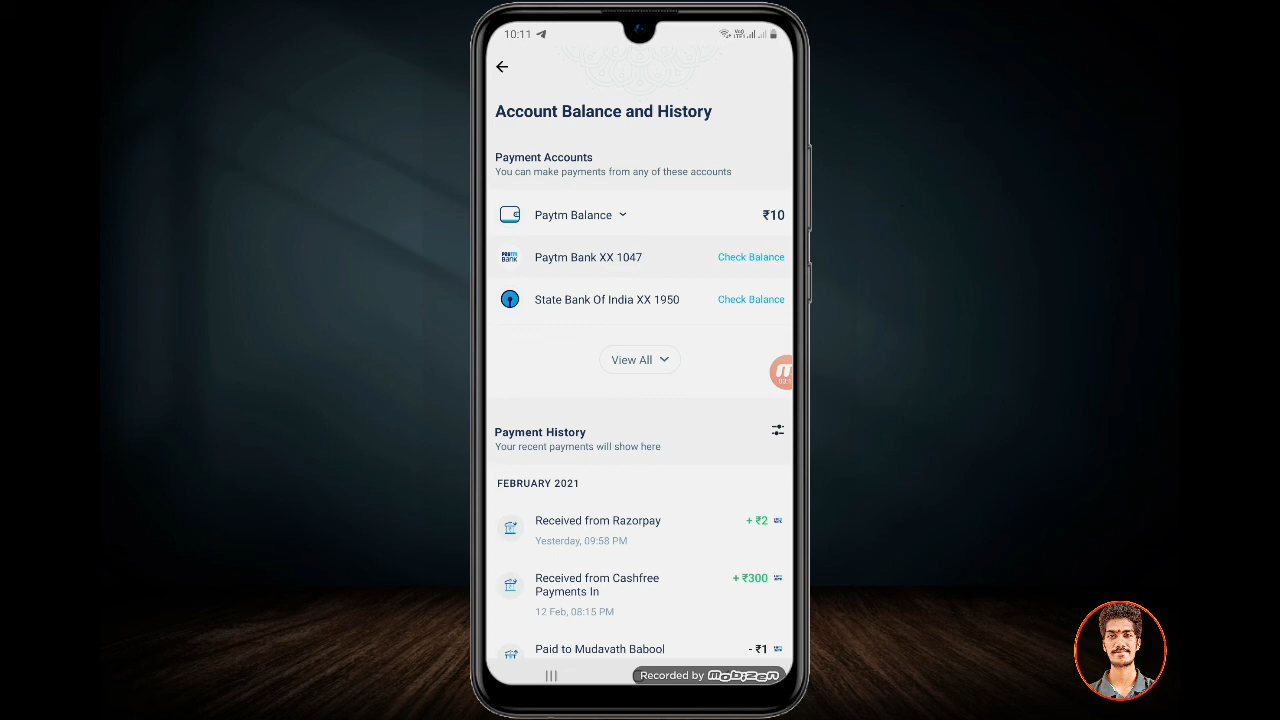 10:11
Account Balance and History
Payment Accounts
You can make payments from any of these accounts
Paytm Balance ₹10
Paytm Bank XX 1047 Check Balance
State Bank Of India XX 1950 Check Balance
View All
Payment History
Your recent payments will show here
FEBRUARY 2021
Received from Razorpay + ₹2
Yesterday, 09:58 PM
Received from Cashfree + ₹300
Payments In
12 Feb, 08:15 PM
Paid to Mudavath Babool - ₹1
Recorded by mobizen